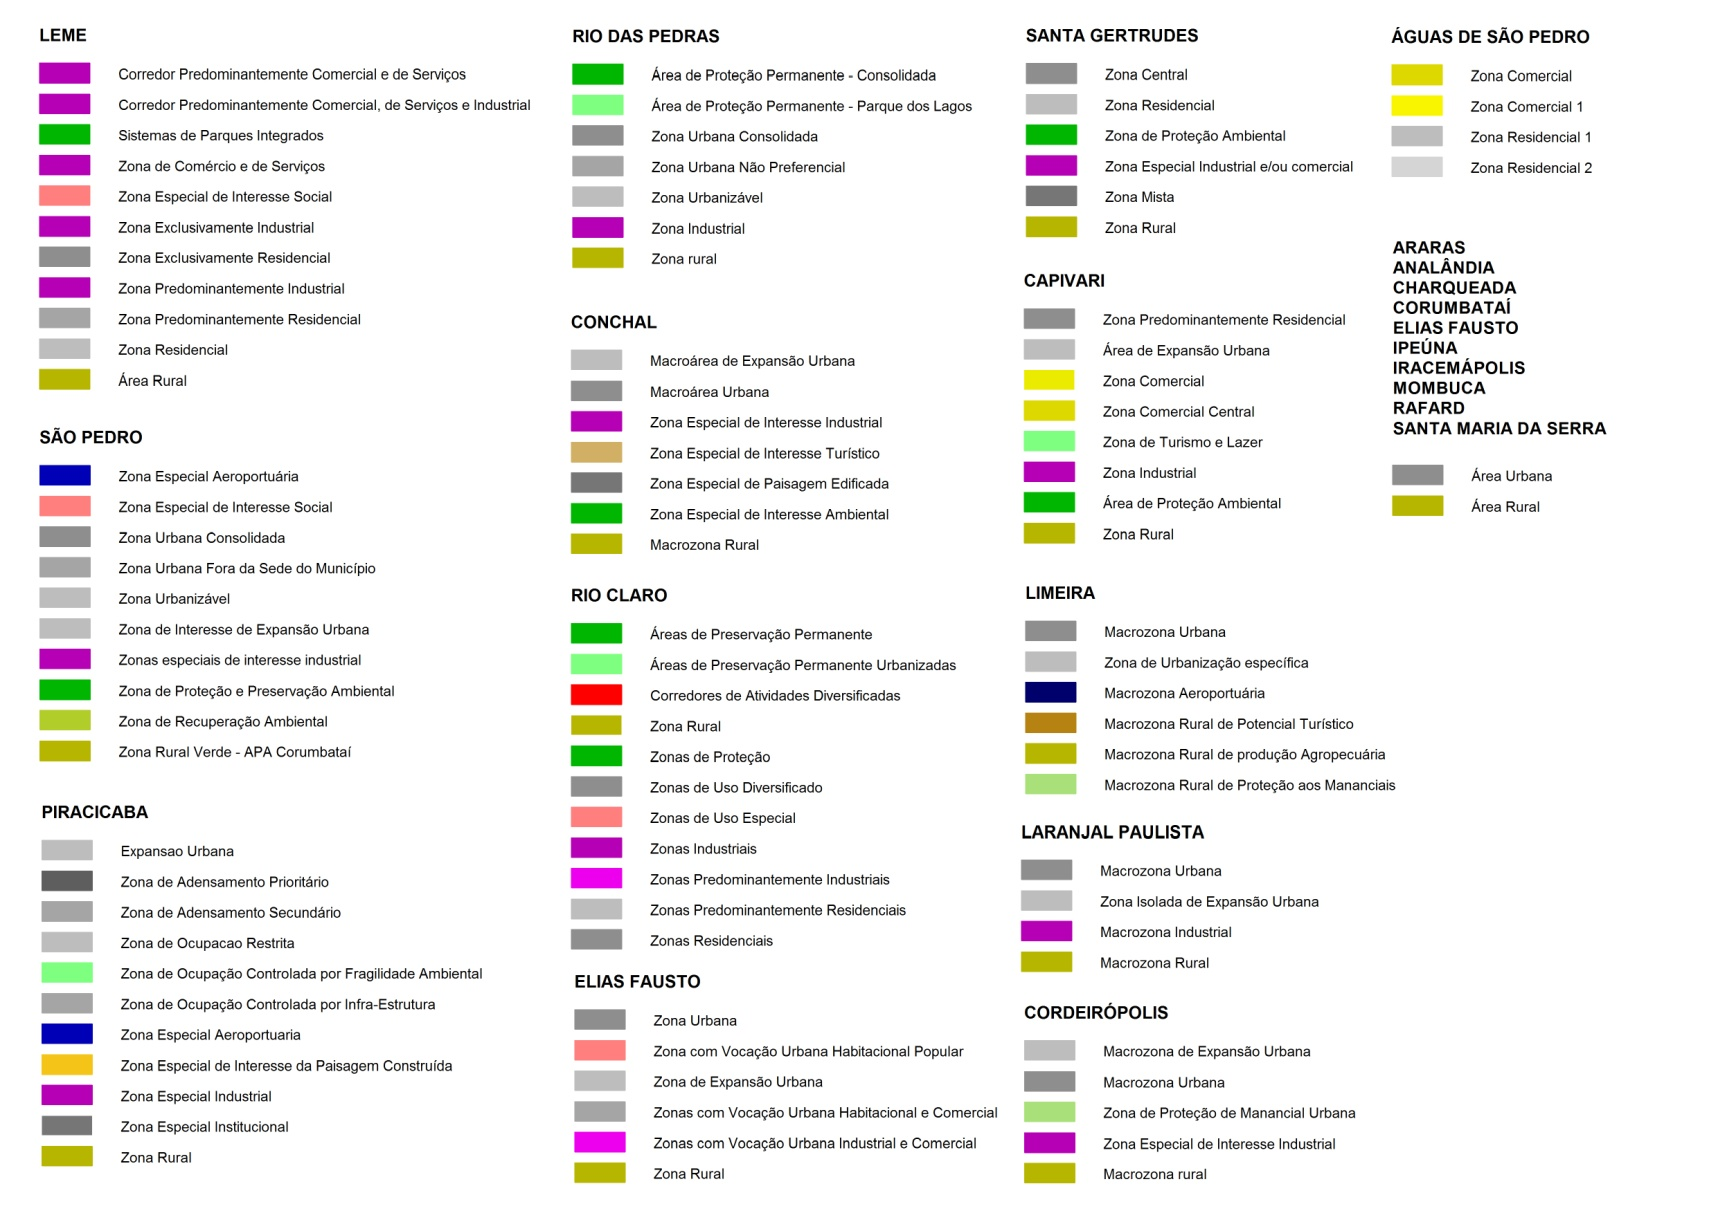 LEME
Corredor Predominantemente Comercial e de Serviços
Corredor Predominantemente Comercial, de Serviços e Industrial
Sistemas de Parques Integrados
Zona de Comércio e de Serviços
Zona Especial de Interesse Social
Zona Exclusivamente Industrial
Zona Exclusivamente Residencial
Zona Predominantemente Industrial
Zona Predominantemente Residencial
Zona Residencial
Área Rural
SÃO PEDRO
Zona Especial Aeroportuária
Zona Especial de Interesse Social
Zona Urbana Consolidada
Zona Urbana Fora da Sede do Município
Zona Urbanizável
Zona de Interesse de Expansão Urbana
Zonas especiais de interesse industrial
Zona de Proteção e Preservação Ambiental
Zona de Recuperação Ambiental
Zona Rural Verde - APA Corumbataí
PIRACICABA
Expansao Urbana
Zona de Adensamento Prioritário
Zona de Adensamento Secundário
Zona de Ocupacao Restrita
Zona de Ocupação Controlada por Fragilidade Ambiental
Zona de Ocupação Controlada por Infra-Estrutura
Zona Especial Aeroportuaria
Zona Especial de Interesse da Paisagem Construída
Zona Especial Industrial
Zona Especial Institucional
Zona Rural
RIO DAS PEDRAS
Área de Proteção Permanente - Consolidada
Área de Proteção Permanente - Parque dos Lagos
Zona Urbana Consolidada
Zona Urbana Não Preferencial
Zona Urbanizável
Zona Industrial
Zona rural
CONCHAL
Macroárea de Expansão Urbana
Macroárea Urbana
Zona Especial de Interesse Industrial
Zona Especial de Interesse Turístico
Zona Especial de Paisagem Edificada
Zona Especial de Interesse Ambiental
Macrozona Rural
RIO CLARO
Áreas de Preservação Permanente
Áreas de Preservação Permanente Urbanizadas
Corredores de Atividades Diversificadas
Zona Rural
Zonas de Proteção
Zonas de Uso Diversificado
Zonas de Uso Especial
Zonas Industriais
Zonas Predominantemente Industriais
Zonas Predominantemente Residenciais
Zonas Residenciais
ELIAS FAUSTO
Zona Urbana
Zona com Vocação Urbana Habitacional Popular
Zona de Expansão Urbana
Zonas com Vocação Urbana Habitacional e Comercial
Zonas com Vocação Urbana Industrial e Comercial
Zona Rural
SANTA GERTRUDES
Zona Central
Zona Residencial
Zona de Proteção Ambiental
Zona Especial Industrial e/ou comercial
Zona Mista
Zona Rural
CAPIVARI
Zona Predominantemente Residencial
Área de Expansão Urbana
Zona Comercial
Zona Comercial Central
Zona de Turismo e Lazer
Zona Industrial
Área de Proteção Ambiental
Zona Rural
LIMEIRA
Macrozona Urbana
Zona de Urbanização específica
Macrozona Aeroportuária
Macrozona Rural de Potencial Turístico
Macrozona Rural de produção Agropecuária
Macrozona Rural de Proteção aos Mananciais
LARANJAL PAULISTA
Macrozona Urbana
Zona Isolada de Expansão Urbana
Macrozona Industrial
Macrozona Rural
CORDEIRÓPOLIS
Macrozona de Expansão Urbana
Macrozona Urbana
Zona de Proteção de Manancial Urbana
Zona Especial de Interesse Industrial
Macrozona rural
ÁGUAS DE SÃO PEDRO
Zona Comercial
Zona Comercial 1
Zona Residencial 1
Zona Residencial 2
ARARAS
ANALÂNDIA
CHARQUEADA
CORUMBATAÍ
ELIAS FAUSTO
IPEÚNA
IRACEMÁPOLIS
MOMBUCA
RAFARD
SANTA MARIA DA SERRA
Área Urbana
Área Rural